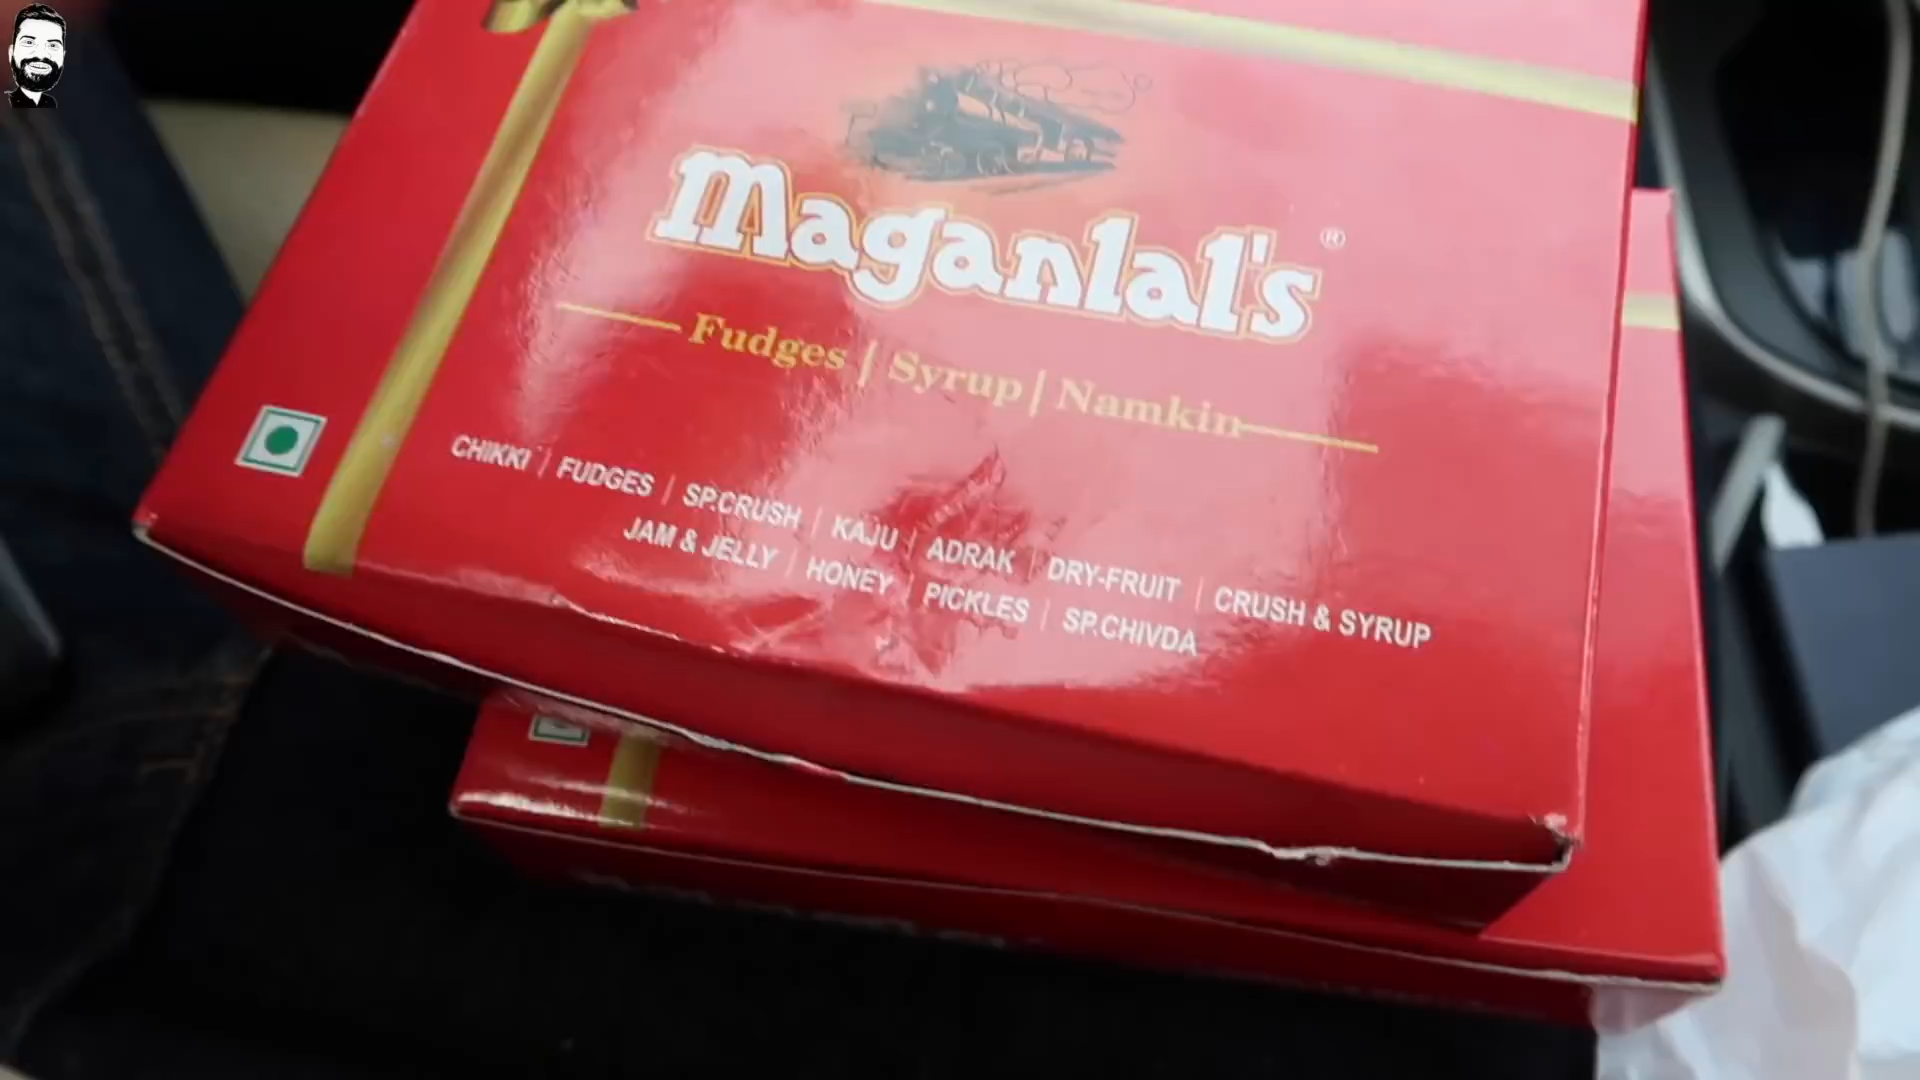 Maganlal's ®
Fudges | Syrup | Namkin
CHIKKI | FUDGES | SP.CRUSH | KAJU | ADRAK | DRY-FRUIT | CRUSH & SYRUP
JAM & JELLY | HONEY | PICKLES | SP.CHIVDA